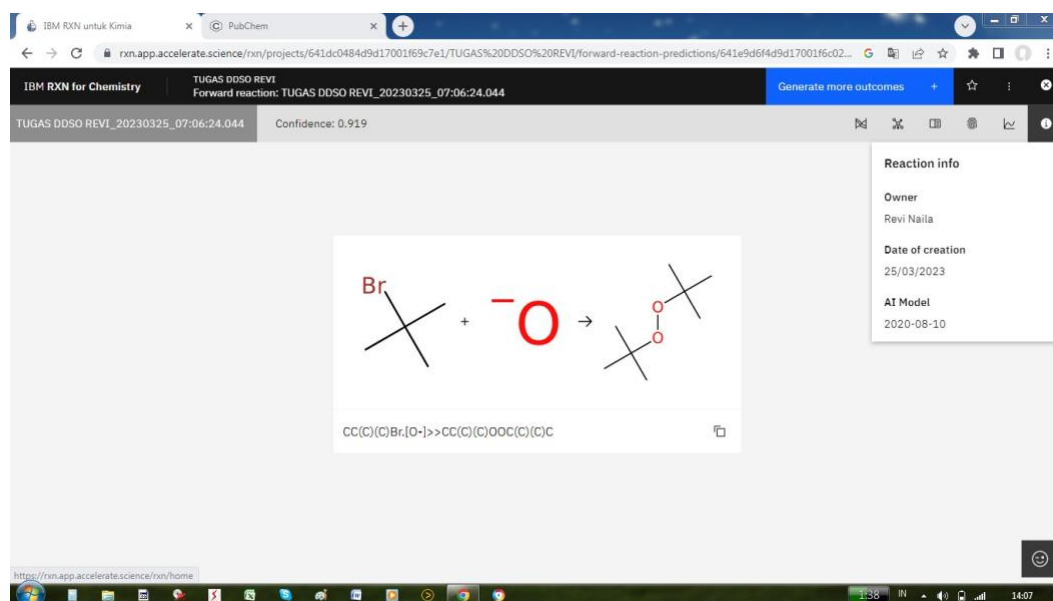 IBM RXN untuk Kimia
PubChem
rxn.app.accelerate.science/rxn/projects/641dc0484d9d17001f69c7e1/TUGAS%20DDSO%20REVI/forward-reaction-predictions/641e9d6f4d9d17001f6c02...
IBM RXN for Chemistry
TUGAS DDSO REVI
Forward reaction: TUGAS DDSO REVI_20230325_07:06:24.044
Generate more outcomes +
TUGAS DDSO REVI_20230325_07:06:24.044
Confidence: 0.919
Reaction info
Owner
Revi Naila
Date of creation
25/03/2023
AI Model
2020-08-10
Br
+
−O
→
O
O
CC(C)(C)Br.[O-]>>CC(C)(C)OOC(C)(C)C
https://rxn.app.accelerate.science/rxn/home
1:38
IN
14:07